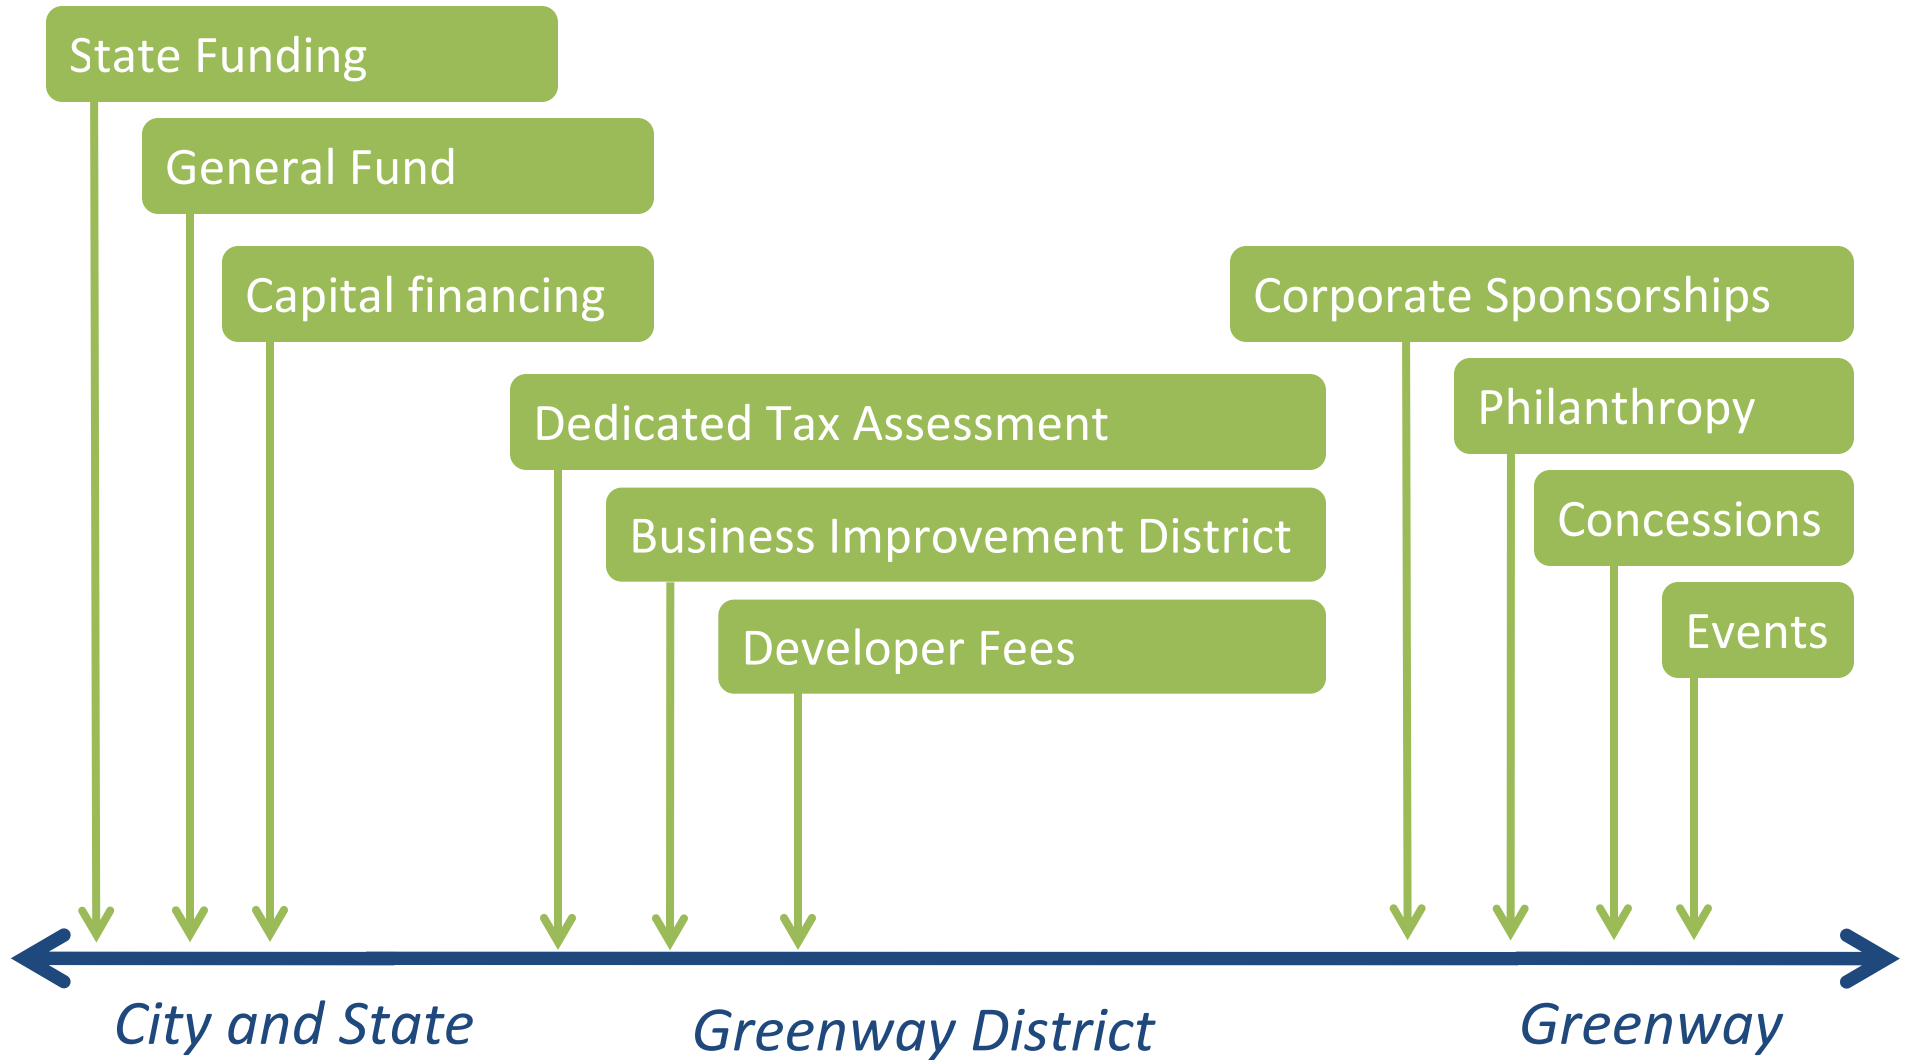 State Funding
General Fund
Capital financing
Dedicated Tax Assessment
Business Improvement District
Developer Fees
Corporate Sponsorships
Philanthropy
Concessions
Events
City and State
Greenway District
Greenway